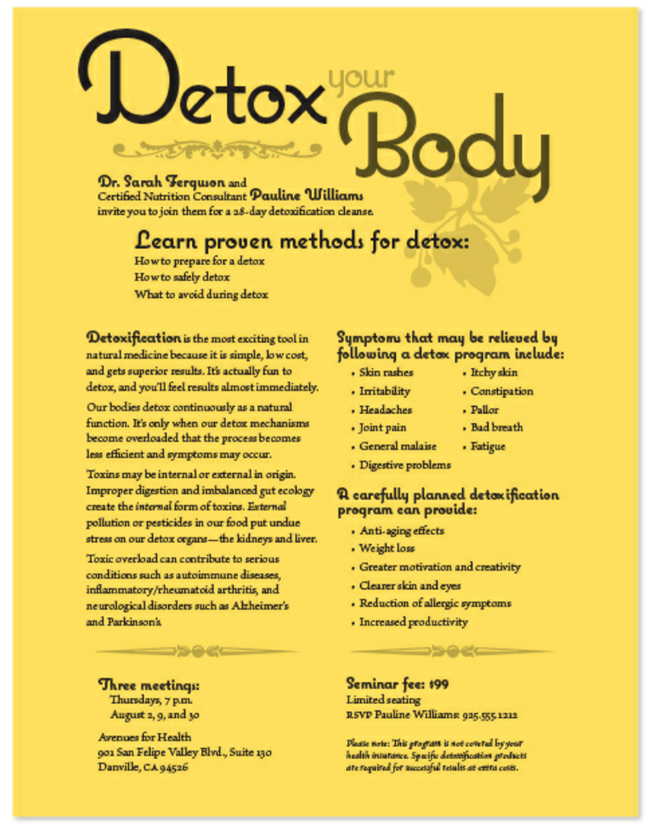 Detox your
Body
Dr. Sarah Ferguson and
Certified Nutrition Consultant Pauline Williams
invite you to join them for a 28-day detoxification cleanse.
Learn proven methods for detox:
How to prepare for a detox
How to safely detox
What to avoid during detox
Detoxification is the most exciting tool in
natural medicine because it is simple, low cost,
and gets superior results. It's actually fun to
detox, and you'll feel results almost immediately.
Our bodies detox continuously as a natural
function. It's only when our detox mechanisms
become overloaded that the process becomes
less efficient and symptoms may occur.
Toxins may be internal or external in origin.
Improper digestion and imbalanced gut ecology
create the internal form of toxins. External
pollution or pesticides in our food put undue
stress on our detox organs—the kidneys and liver.
Toxic overload can contribute to serious
conditions such as autoimmune diseases,
inflammatory/rheumatoid arthritis, and
neurological disorders such as Alzheimer's
and Parkinson's.
Symptoms that may be relieved by
following a detox program include:
• Skin rashes
• Irritability
• Headaches
• Joint pain
• General malaise
• Digestive problems
• Itchy skin
• Constipation
• Pallor
• Bad breath
• Fatigue
A carefully planned detoxification
program can provide:
• Anti-aging effects
• Weight loss
• Greater motivation and creativity
• Clearer skin and eyes
• Reduction of allergic symptoms
• Increased productivity
Three meetings:
Thursdays, 7 p.m.
August 2, 9, and 30
Avenues for Health
901 San Felipe Valley Blvd., Suite 130
Danville, CA 94526
Seminar fee: $99
Limited seating
RSVP Pauline Williams: 925.555.1212
Please note: This program is not covered by your
health insurance. Specific detoxification products
are required for successful results at extra costs.